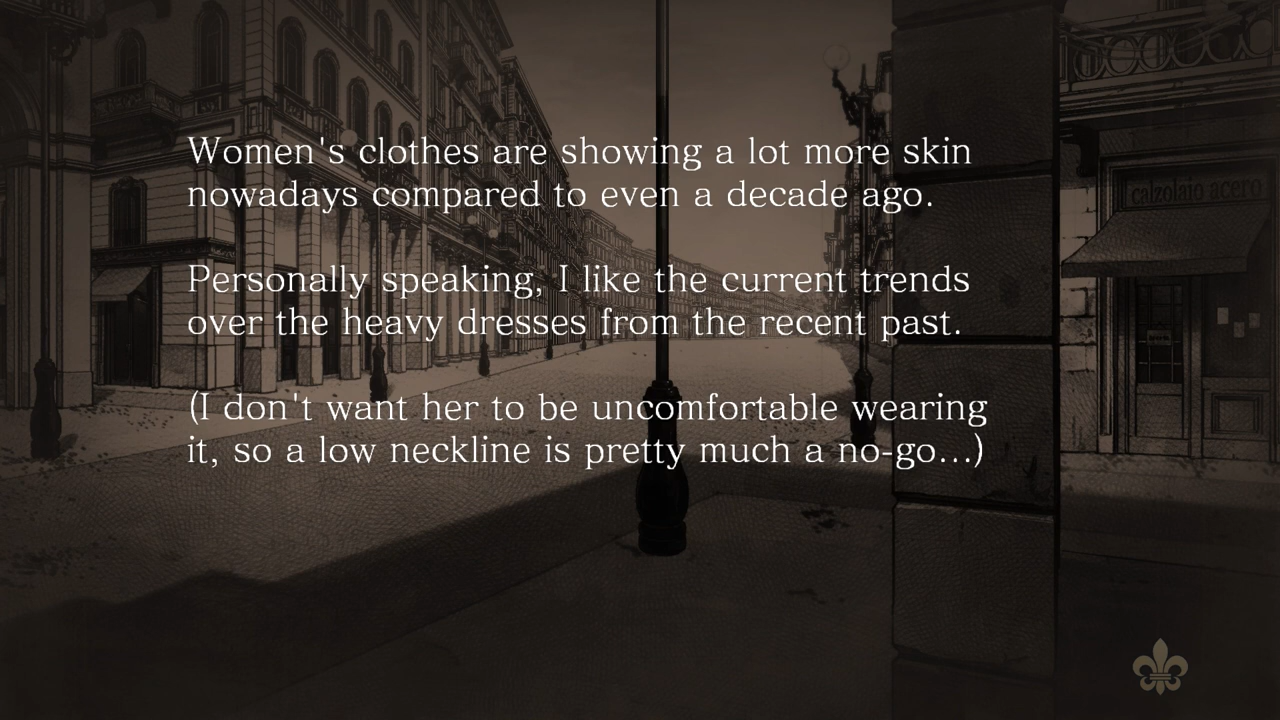 Women's clothes are showing a lot more skin
nowadays compared to even a decade ago.
Personally speaking, I like the current trends
over the heavy dresses from the recent past.
(I don't want her to be uncomfortable wearing
it, so a low neckline is pretty much a no-go...)
calzolaio acero